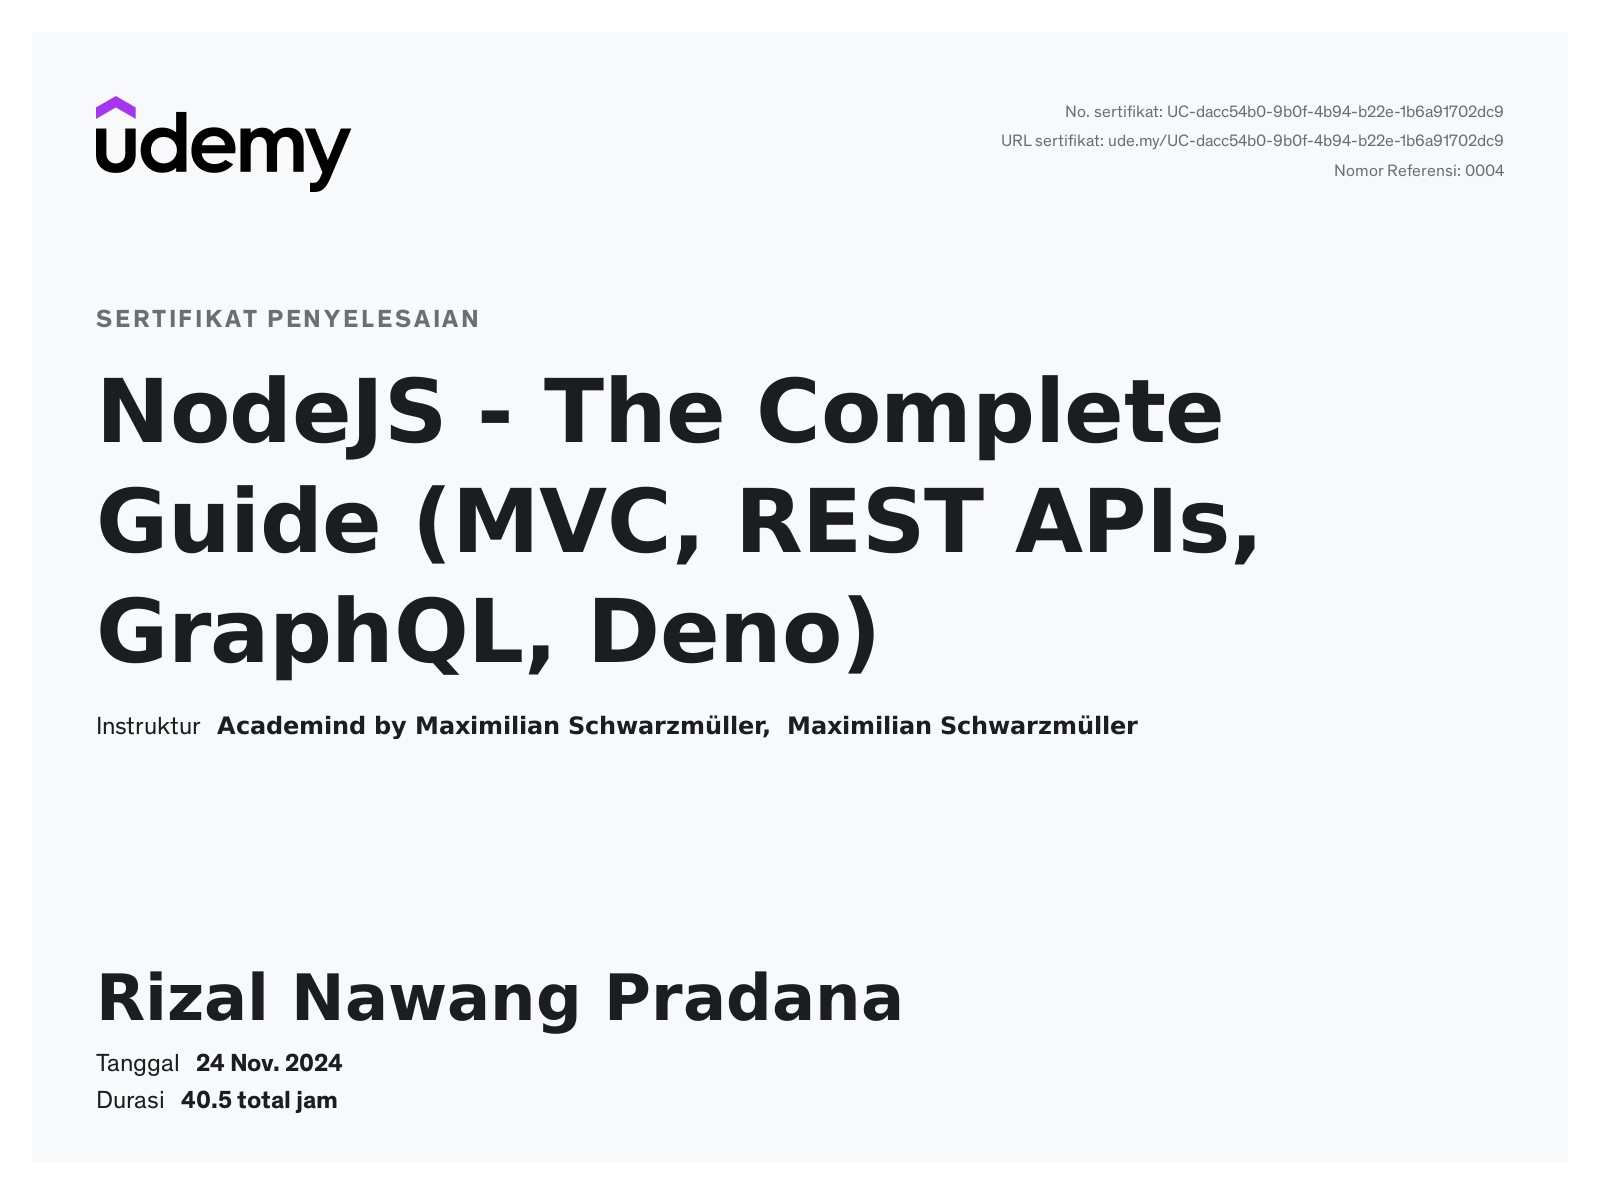 udemy
No. sertifikat: UC-dacc54b0-9b0f-4b94-b22e-1b6a91702dc9
URL sertifikat: ude.my/UC-dacc54b0-9b0f-4b94-b22e-1b6a91702dc9
Nomor Referensi: 0004
SERTIFIKAT PENYELESAIAN
NodeJS - The Complete
Guide (MVC, REST APIs,
GraphQL, Deno)
Instruktur Academind by Maximilian Schwarzmüller, Maximilian Schwarzmüller
Rizal Nawang Pradana
Tanggal 24 Nov. 2024
Durasi 40.5 total jam